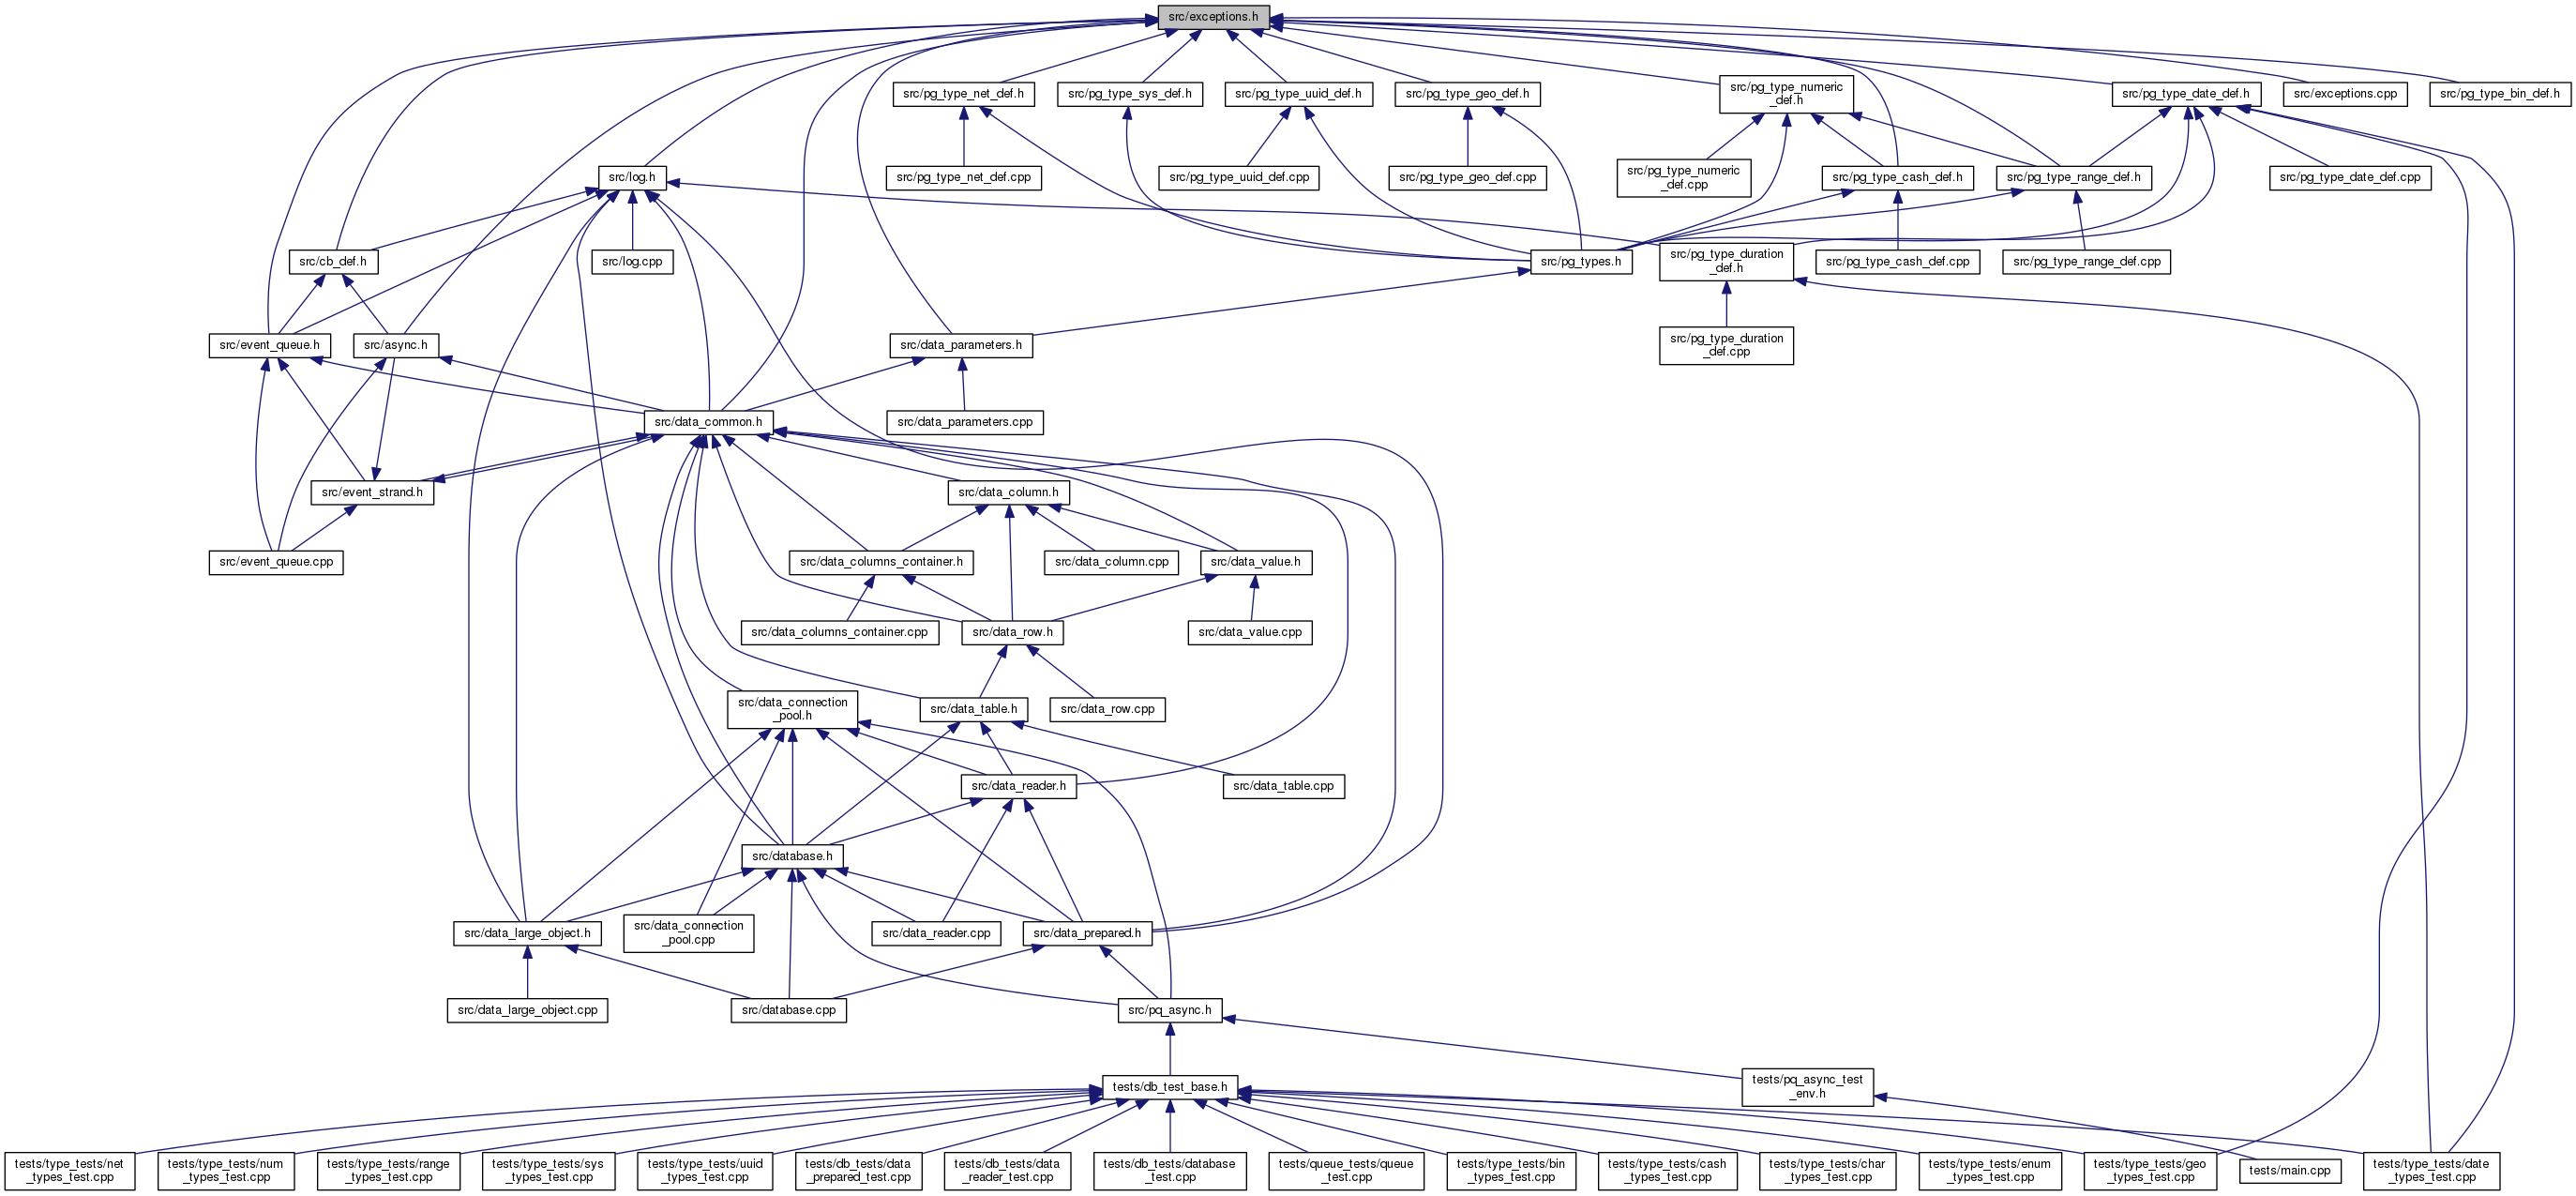 src/exceptions.h
src/pg_type_net_def.h
src/pg_type_sys_def.h
src/pg_type_uuid_def.h
src/pg_type_geo_def.h
src/pg_type_numeric
_def.h
src/pg_type_date_def.h
src/exceptions.cpp
src/pg_type_bin_def.h
src/log.h
src/pg_type_net_def.cpp
src/pg_type_uuid_def.cpp
src/pg_type_geo_def.cpp
src/pg_type_numeric
_def.cpp
src/pg_type_cash_def.h
src/pg_type_range_def.h
src/pg_type_date_def.cpp
src/cb_def.h
src/log.cpp
src/pg_types.h
src/pg_type_duration
_def.h
src/pg_type_cash_def.cpp
src/pg_type_range_def.cpp
src/event_queue.h
src/async.h
src/data_parameters.h
src/pg_type_duration
_def.cpp
src/data_common.h
src/data_parameters.cpp
src/event_strand.h
src/data_column.h
src/event_queue.cpp
src/data_columns_container.h
src/data_column.cpp
src/data_value.h
src/data_columns_container.cpp
src/data_row.h
src/data_value.cpp
src/data_connection
_pool.h
src/data_table.h
src/data_row.cpp
src/data_reader.h
src/data_table.cpp
src/database.h
src/data_large_object.h
src/data_connection
_pool.cpp
src/data_reader.cpp
src/data_prepared.h
src/data_large_object.cpp
src/database.cpp
src/pq_async.h
tests/db_test_base.h
tests/pq_async_test
_env.h
tests/type_tests/net
_types_test.cpp
tests/type_tests/num
_types_test.cpp
tests/type_tests/range
_types_test.cpp
tests/type_tests/sys
_types_test.cpp
tests/type_tests/uuid
_types_test.cpp
tests/db_tests/data
_prepared_test.cpp
tests/db_tests/data
_reader_test.cpp
tests/db_tests/database
_test.cpp
tests/queue_tests/queue
_test.cpp
tests/type_tests/bin
_types_test.cpp
tests/type_tests/cash
_types_test.cpp
tests/type_tests/char
_types_test.cpp
tests/type_tests/enum
_types_test.cpp
tests/type_tests/geo
_types_test.cpp
tests/main.cpp
tests/type_tests/date
_types_test.cpp